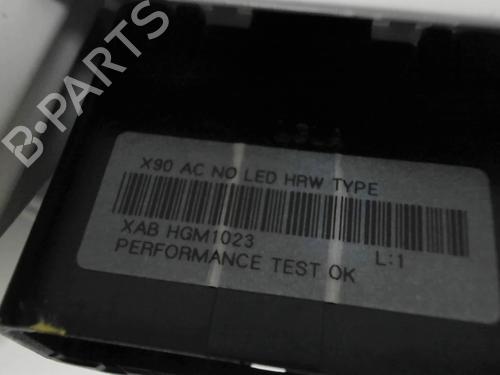 B-PARTS
X90 AC NO LED HRW TYPE
XAB HGM1023 L:1
PERFORMANCE TEST OK